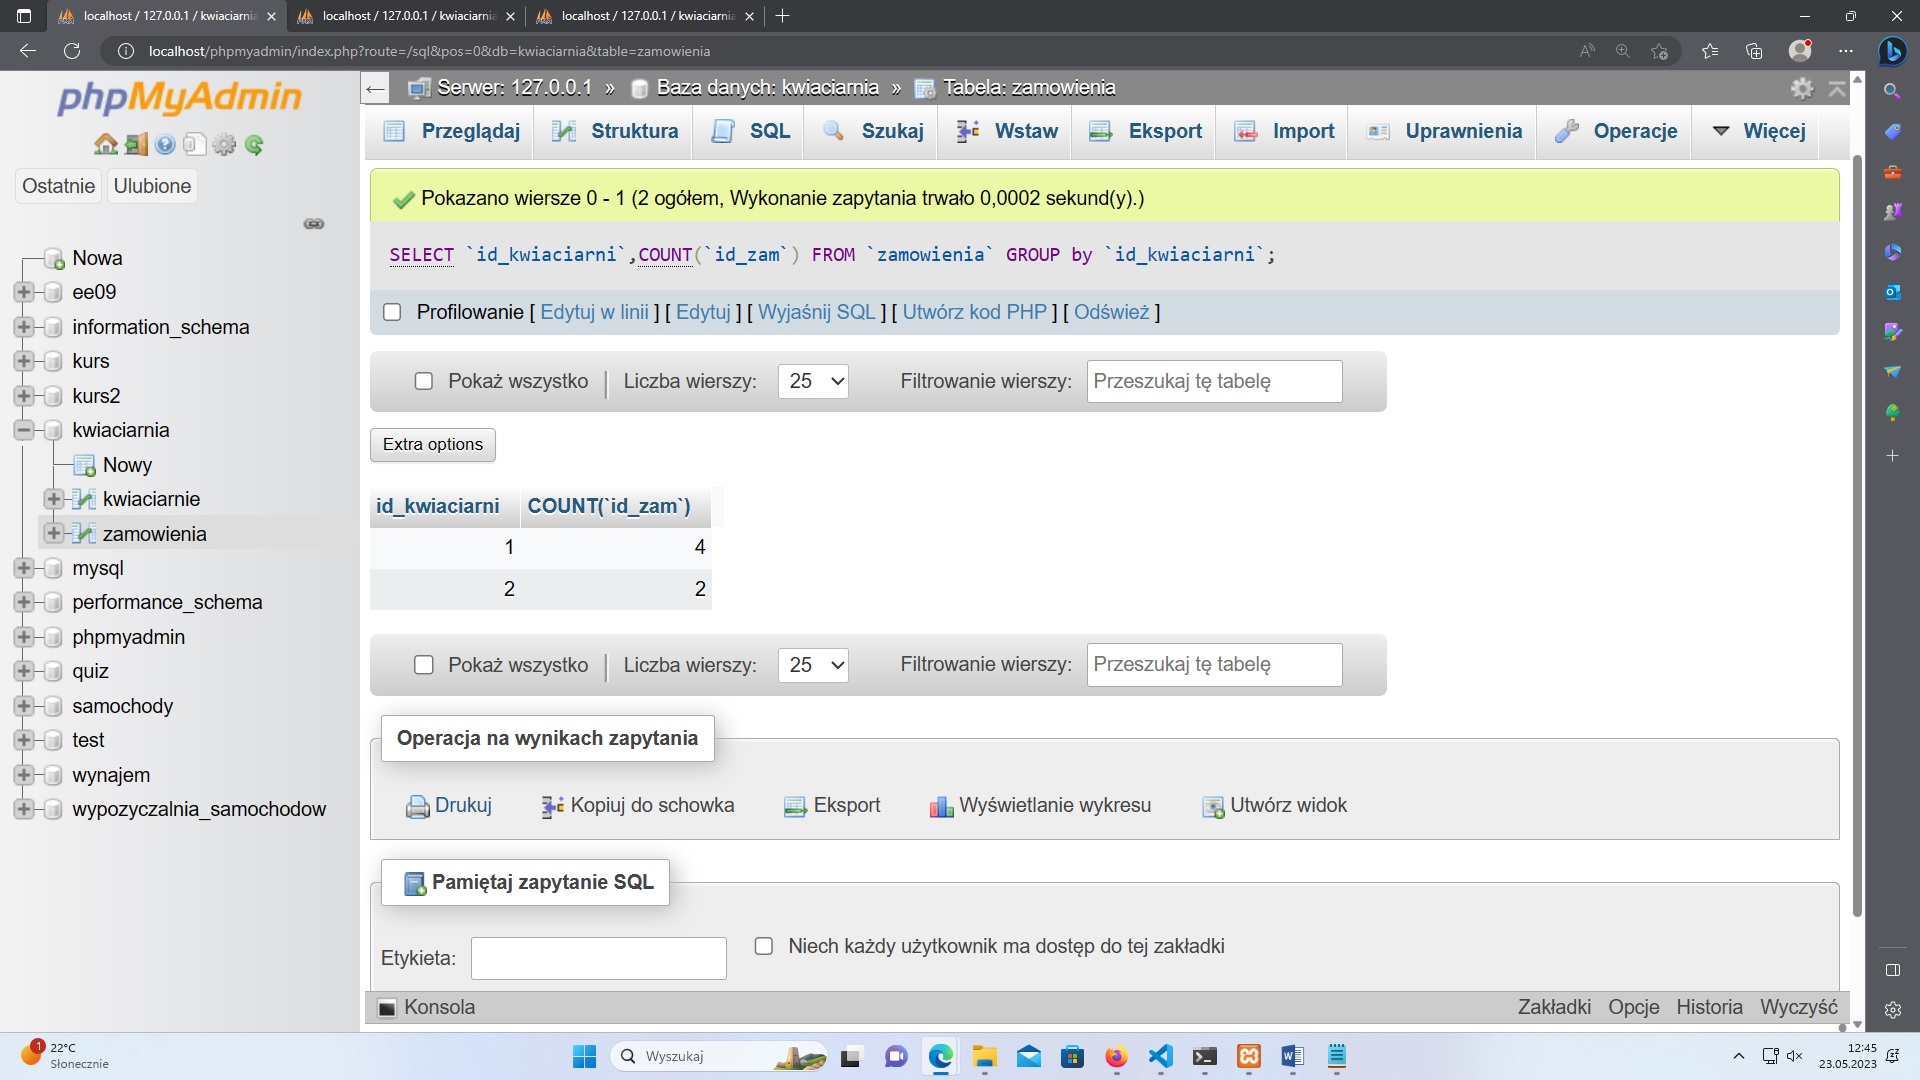 localhost / 127.0.0.1 / kwiaciarnia
localhost / 127.0.0.1 / kwiaciarnia
localhost / 127.0.0.1 / kwiaciarnia
localhost/phpmyadmin/index.php?route=/sql&pos=0&db=kwiaciarnia&table=zamowienia
phpMyAdmin
Ostatnie
Ulubione
Nowa
ee09
information_schema
kurs
kurs2
kwiaciarnia
Nowy
kwiaciarnie
zamowienia
mysql
performance_schema
phpmyadmin
quiz
samochody
test
wynajem
wypozyczalnia_samochodow
Serwer: 127.0.0.1 » Baza danych: kwiaciarnia » Tabela: zamowienia
Przeglądaj Struktura SQL Szukaj Wstaw Eksport Import Uprawnienia Operacje Więcej
Pokazano wiersze 0 - 1 (2 ogółem, Wykonanie zapytania trwało 0,0002 sekund(y).)
SELECT `id_kwiaciarni`,COUNT(`id_zam`) FROM `zamowienia` GROUP by `id_kwiaciarni`;
Profilowanie [ Edytuj w linii ] [ Edytuj ] [ Wyjaśnij SQL ] [ Utwórz kod PHP ] [ Odśwież ]
Pokaż wszystko Liczba wierszy: 25 Filtrowanie wierszy: Przeszukaj tę tabelę
Extra options
id_kwiaciarni COUNT(`id_zam`)
1 4
2 2
Pokaż wszystko Liczba wierszy: 25 Filtrowanie wierszy: Przeszukaj tę tabelę
Operacja na wynikach zapytania
Drukuj Kopiuj do schowka Eksport Wyświetlanie wykresu Utwórz widok
Pamiętaj zapytanie SQL
Etykieta: Niech każdy użytkownik ma dostęp do tej zakładki
Konsola Zakładki Opcje Historia Wyczyść
1
22°C
Słonecznie
Wyszukaj
12:45
23.05.2023